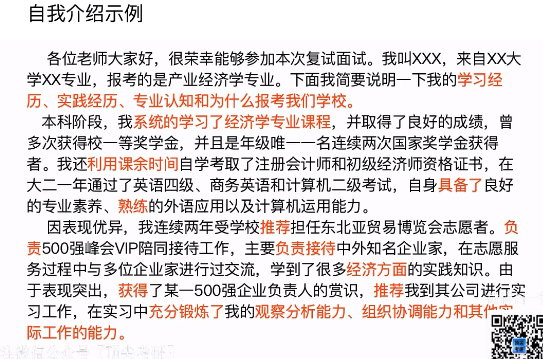 自我介绍示例
各位老师大家好，很荣幸能够参加本次复试面试。我叫XXX，来自XX大
学XX专业，报考的是产业经济学专业。下面我简要说明一下我的学习经
历、实践经历、专业认知和为什么报考我们学校。
本科阶段，我系统的学习了经济学专业课程，并取得了良好的成绩，曾
多次获得校一等奖学金，并且是年级唯一一名连续两次国家奖学金获得
者。我还利用课余时间自学考取了注册会计师和初级经济师资格证书，在
大二一年通过了英语四级、商务英语和计算机二级考试，自身具备了良好
的专业素养、熟练的外语应用以及计算机运用能力。
因表现优异，我连续两年受学校推荐担任东北亚贸易博览会志愿者。负
责500强峰会VIP陪同接待工作，主要负责接待中外知名企业家，在志愿服
务过程中与多位企业家进行过交流，学到了很多经济方面的实践知识。由
于表现突出，获得了某一500强企业负责人的赏识，推荐我到其公司进行实
习工作，在实习中充分锻炼了我的观察分析能力、组织协调能力和其他实
际工作的能力。